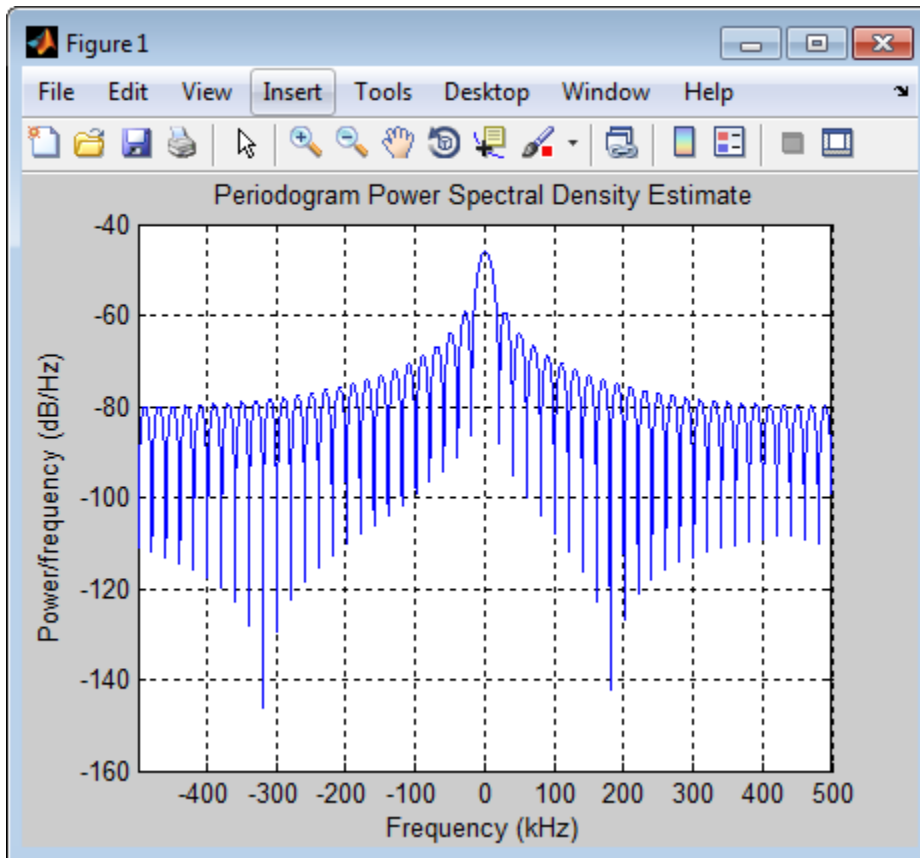 Figure 1
File Edit View Insert Tools Desktop Window Help
Periodogram Power Spectral Density Estimate
Power/frequency (dB/Hz)
-40
-60
-80
-100
-120
-140
-160
-400 -300 -200 -100 0 100 200 300 400 500
Frequency (kHz)